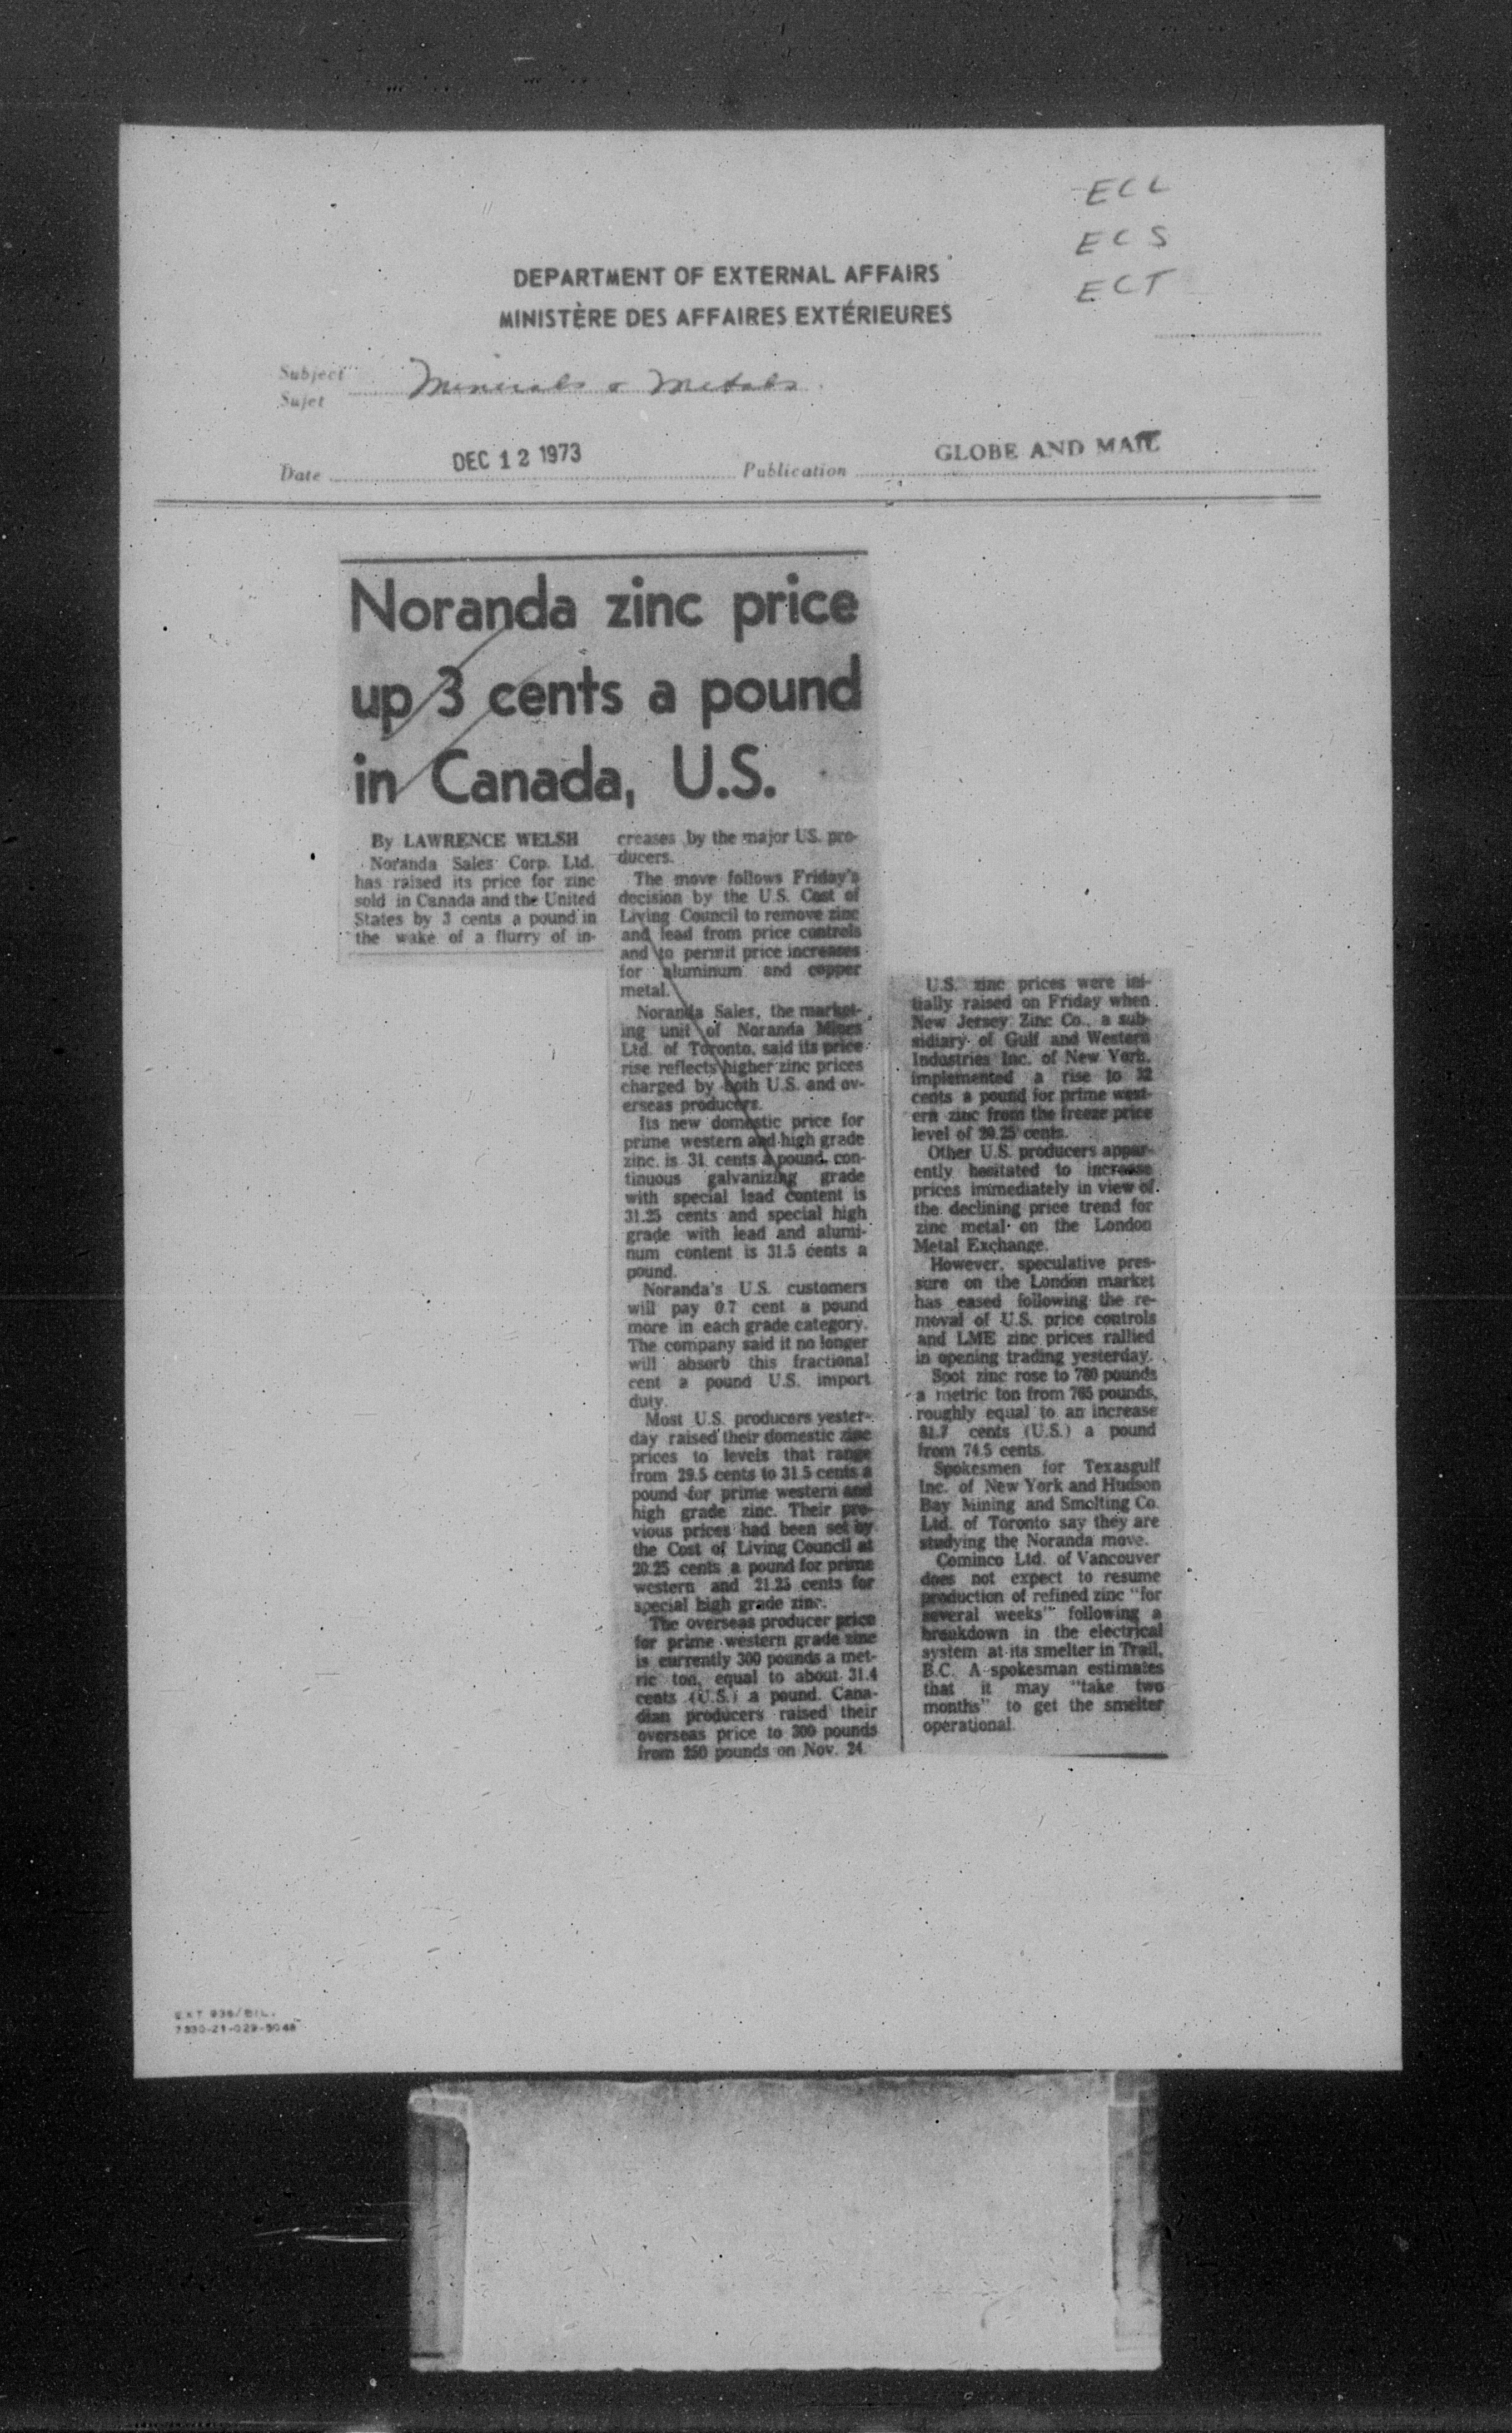 ECL
ECS
ECT
DEPARTMENT OF EXTERNAL AFFAIRS
MINISTÈRE DES AFFAIRES EXTÉRIEURES
Subject
Sujet
Minerals & Metals.
Date DEC 12 1973 Publication GLOBE AND MAIL
Noranda zinc price
up 3 cents a pound
in Canada, U.S.
By LAWRENCE WELSH
Noranda Sales Corp. Ltd.
has raised its price for zinc
sold in Canada and the United
States by 3 cents a pound in
the wake of a flurry of in-
creases by the major US. pro-
ducers.
The move follows Friday's
decision by the U.S. Cost of
Living Council to remove zinc
and lead from price controls
and to permit price increases
for aluminum and copper
metal.
Noranda Sales, the market-
ing unit of Noranda Mines
Ltd. of Toronto, said its price
rise reflects higher zinc prices
charged by both U.S. and ov-
erseas producers.
Its new domestic price for
prime western and high grade
zinc is 31 cents a pound, con-
tinuous galvanizing grade
with special lead content is
31.25 cents and special high
grade with lead and alumi-
num content is 31.5 cents a
pound.
Noranda's U.S. customers
will pay 0.7 cent a pound
more in each grade category.
The company said it no longer
will absorb this fractional
cent a pound U.S. import
duty.
Most U.S. producers yester-
day raised their domestic zinc
prices to levels that range
from 29.5 cents to 31.5 cents a
pound for prime western and
high grade zinc. Their pre-
vious prices had been set by
the Cost of Living Council at
20.25 cents a pound for prime
western and 21.25 cents for
special high grade zinc.
The overseas producer price
for prime western grade zinc
is currently 300 pounds a met-
ric ton, equal to about 31.4
cents (U.S.) a pound. Cana-
dian producers raised their
overseas price to 300 pounds
from 250 pounds on Nov. 24.
U.S. zinc prices were ini-
tially raised on Friday when
New Jersey Zinc Co., a sub-
sidiary of Gulf and Western
Industries Inc. of New York,
implemented a rise to 32
cents a pound for prime west-
ern zinc from the freeze price
level of 20.25 cents.
Other U.S. producers appar-
ently hesitated to increase
prices immediately in view of
the declining price trend for
zinc metal on the London
Metal Exchange.
However, speculative pres-
sure on the London market
has eased following the re-
moval of U.S. price controls
and LME zinc prices rallied
in opening trading yesterday.
Spot zinc rose to 780 pounds
a metric ton from 765 pounds,
roughly equal to an increase
81.7 cents (U.S.) a pound
from 74.5 cents.
Spokesmen for Texasgulf
Inc. of New York and Hudson
Bay Mining and Smelting Co.
Ltd. of Toronto say they are
studying the Noranda move.
Cominco Ltd. of Vancouver
does not expect to resume
production of refined zinc "for
several weeks" following a
breakdown in the electrical
system at its smelter in Trail,
B.C. A spokesman estimates
that it may "take two
months" to get the smelter
operational.
EXT 936/BIL.
7530-21-029-5048